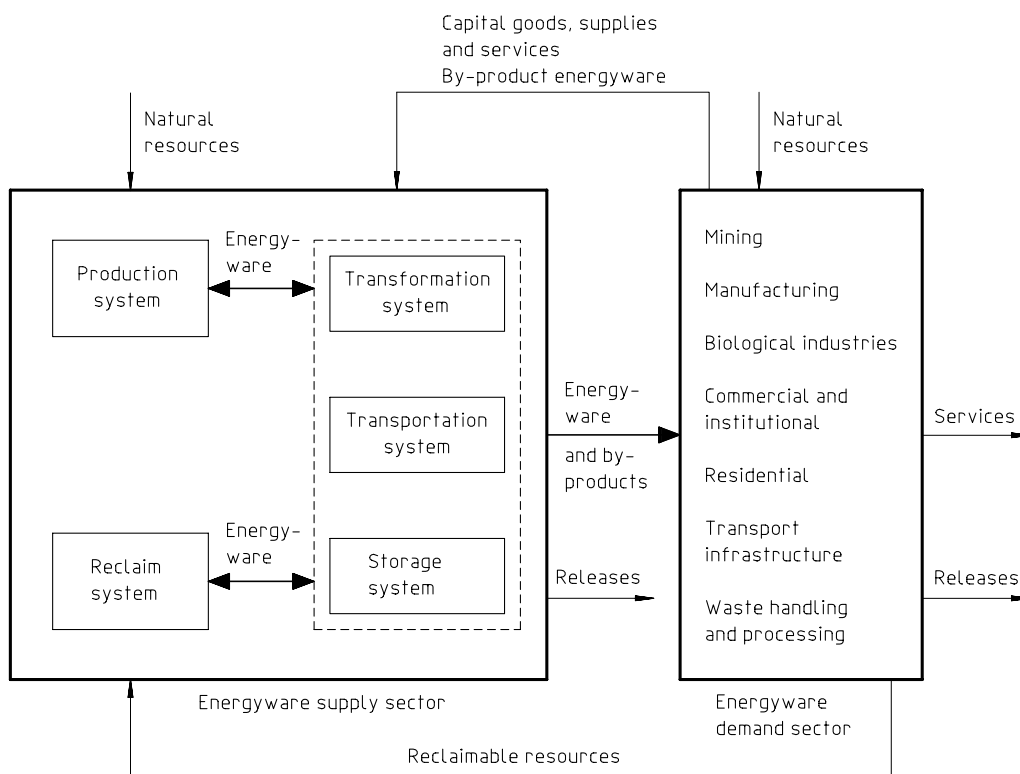 Capital goods, supplies
and services
By-product energyware
Natural
resources
Natural
resources
Production
system
Energy-
ware
Transformation
system
Transportation
system
Reclaim
system
Energy-
ware
Storage
system
Energy-
ware
and by-
products
Releases
Mining
Manufacturing
Biological industries
Commercial and
institutional
Residential
Transport
infrastructure
Waste handling
and processing
Services
Releases
Energyware supply sector
Energyware
demand sector
Reclaimable resources